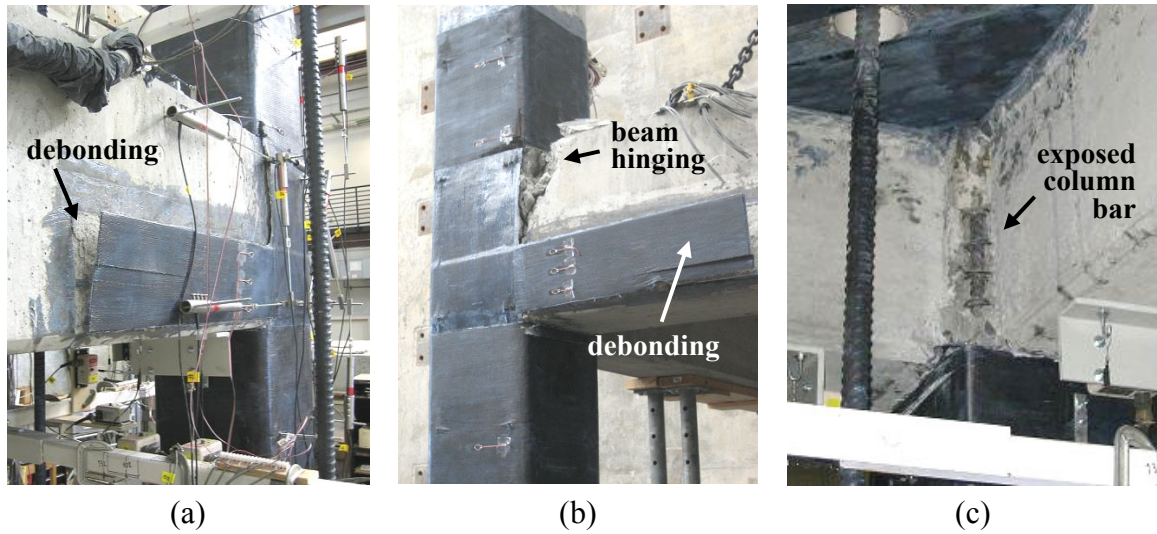 debonding
beam
hinging
debonding
exposed
column
bar
(a)
(b)
(c)